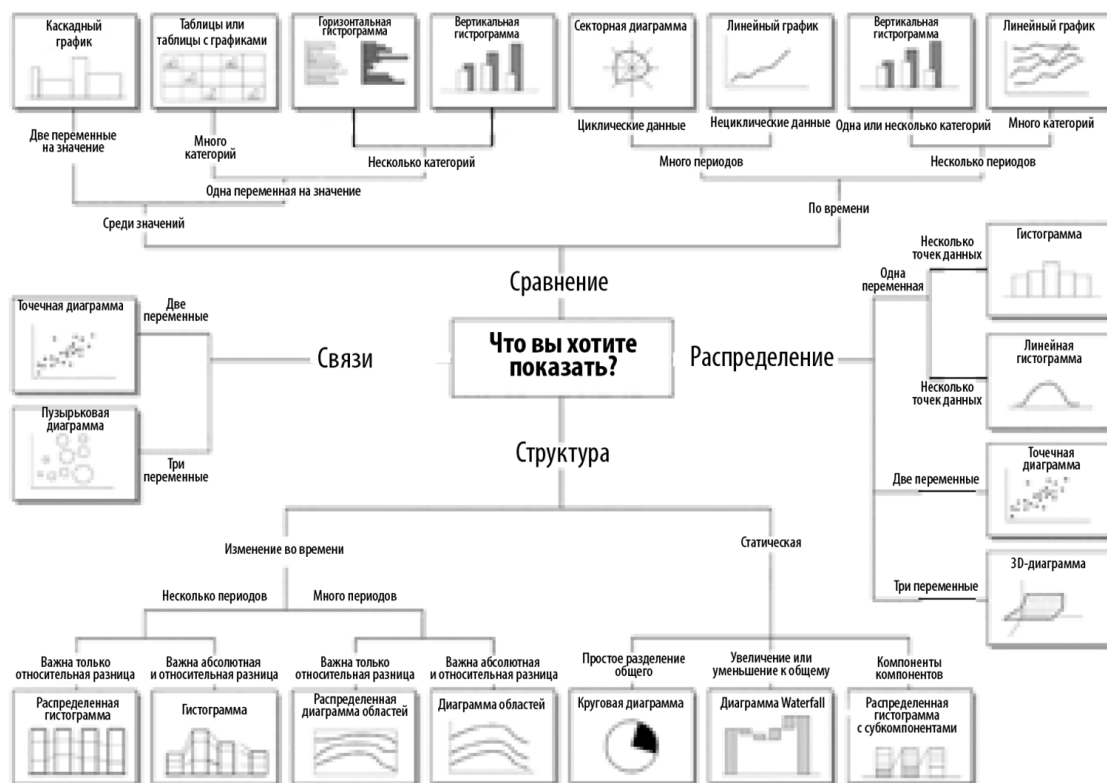 Каскадный
график
Таблицы или
таблицы с графиками
Горизонтальная
гистрограмма
Вертикальная
гистрограмма
Секторная диаграмма
Линейный график
Вертикальная
гистрограмма
Линейный график
Две переменные
на значение
Много
категорий
Несколько категорий
Циклические данные
Нециклические данные
Одна или несколько категорий
Много категорий
Много периодов
Несколько периодов
Одна переменная на значение
Среди значений
По времени
Сравнение
Точечная диаграмма
Две
переменные
Связи
Пузырьковая
диаграмма
Три
переменные
Что вы хотите
показать?
Распределение
Одна
переменная
Несколько
точек данных
Гистограмма
Несколько
точек данных
Линейная
гистограмма
Две переменные
Точечная
диаграмма
Три переменные
3D-диаграмма
Структура
Изменение во времени
Статическая
Несколько периодов
Много периодов
Важна только
относительная разница
Важна абсолютная
и относительная разница
Важна только
относительная разница
Важна абсолютная
и относительная разница
Простое разделение
общего
Увеличение или
уменьшение к общему
Компоненты
компонентов
Распределенная
гистограмма
Гистограмма
Распределенная
диаграмма областей
Диаграмма областей
Круговая диаграмма
Диаграмма Waterfall
Распределенная
гистограмма
с субкомпонентами